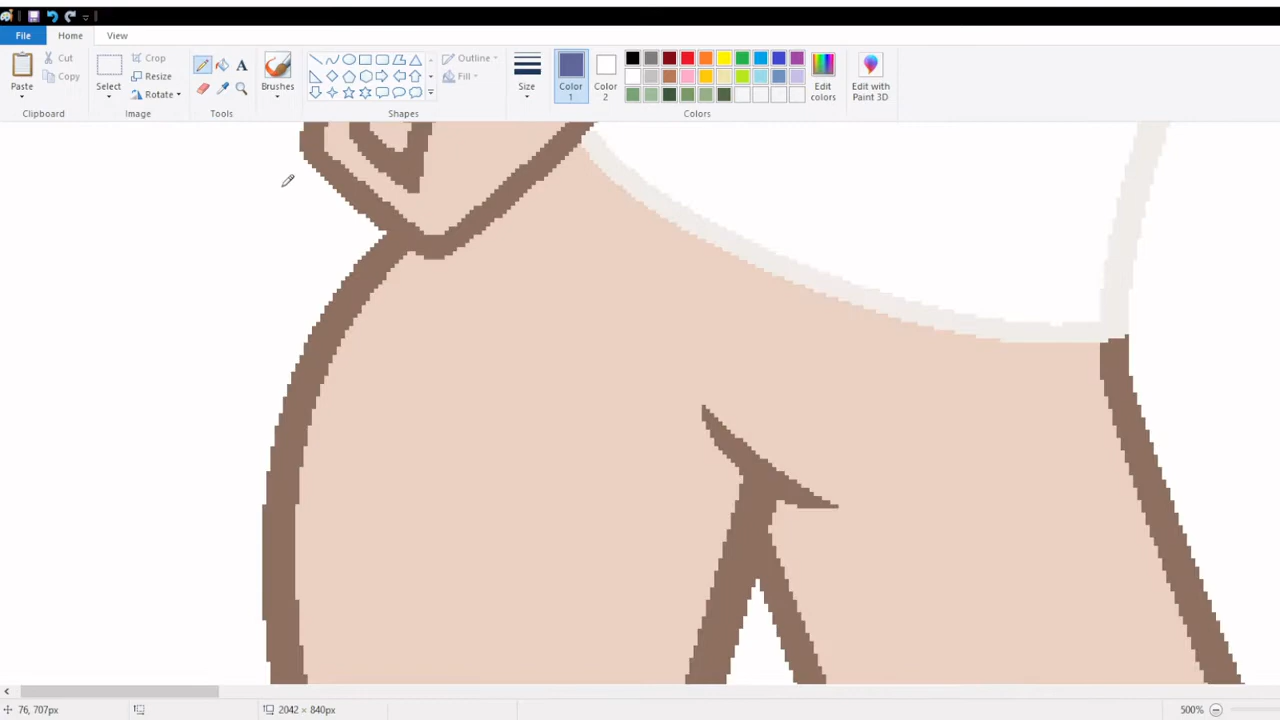 File Home View
Paste Cut Copy
Clipboard
Select Crop Resize Rotate
Image
A
Tools
Brushes
Outline Fill
Shapes
Size
Color 1
Color 2
Edit colors
Edit with Paint 3D
Colors
76, 707px
2042 × 840px
500%